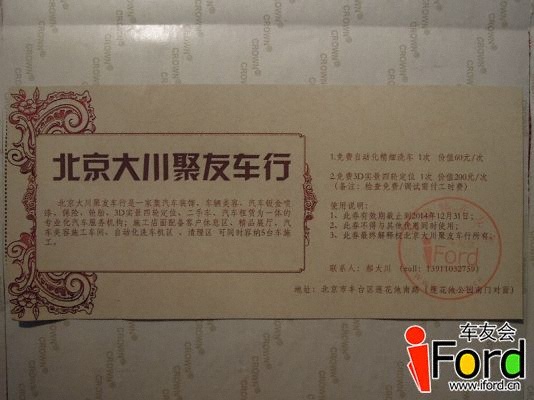 北京大川聚友车行
北京大川聚友车行是一家集汽车装饰、车辆美容、汽车钣金喷
漆、保险、轮胎、3D实景四轮定位、二手车、汽车租赁为一体的
专业化汽车服务机构；施工店面配备客户休息区、精品展厅、汽
车美容施工车间、自动化洗车机区、清理区 可同时容纳5台车施
工。
1.免费自动化精细洗车 1次 价值60元/次
2.免费3D实景四轮定位 1次 价值200元/次
（备注：检查免费/调试需付工时费）
使用说明：
1、此券有效期截止到2014年12月31日；
2、此券不得与其他优惠同时使用；
3、此券最终解释权北京大川聚友车行所有。
联系人：郝大川 （call：13911032759）
地址：北京市丰台区莲花池南路（莲花池公园南门对面）
iFord
车友会
iFord
www.iford.cn
CROWN